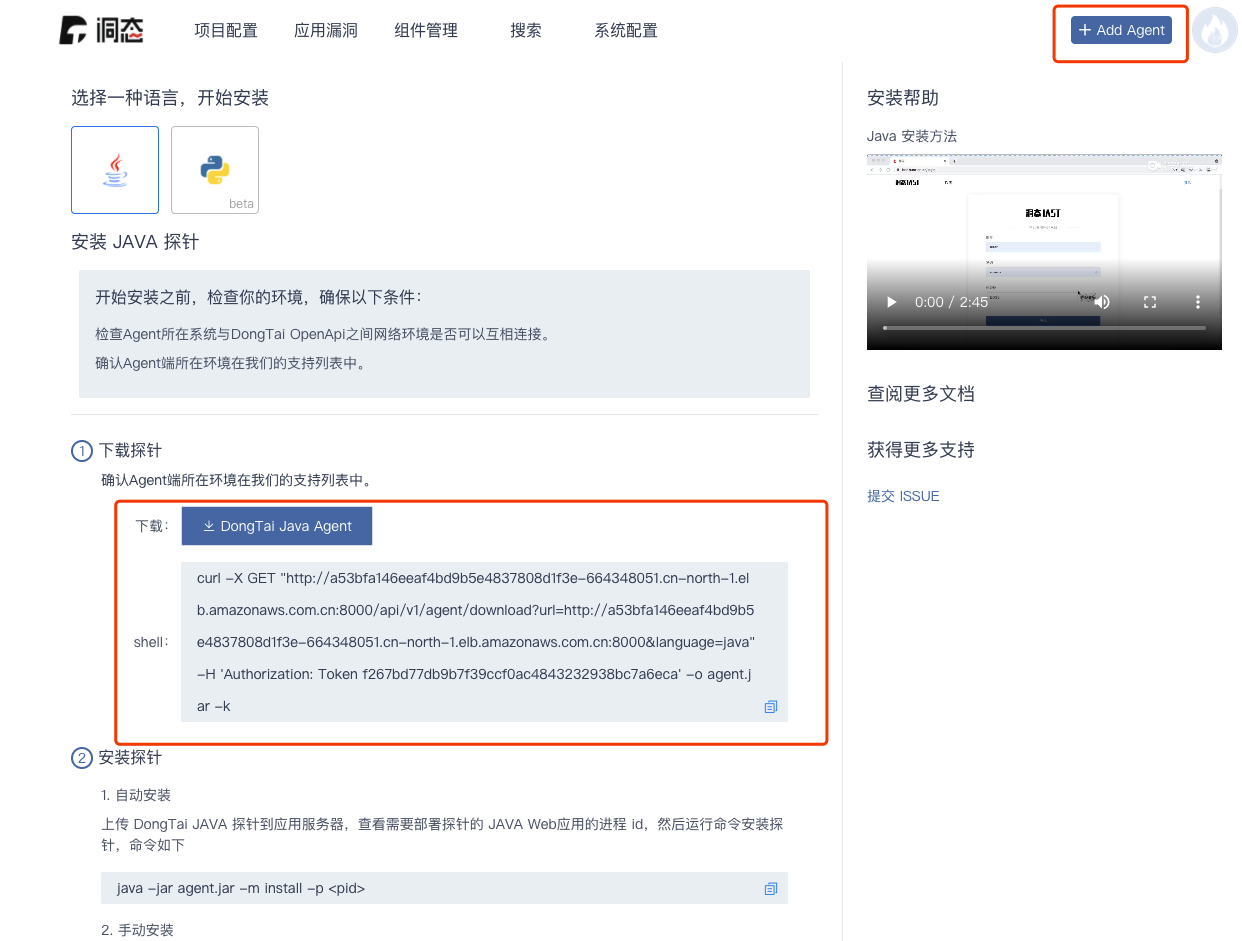 洞态
项目配置
应用漏洞
组件管理
搜索
系统配置
+ Add Agent
选择一种语言，开始安装
beta
安装 JAVA 探针
开始安装之前，检查你的环境，确保以下条件：
检查Agent所在系统与DongTai OpenApi之间网络环境是否可以互相连接。
确认Agent端所在环境在我们的支持列表中。
1 下载探针
确认Agent端所在环境在我们的支持列表中。
下载：
DongTai Java Agent
shell：
curl -X GET "http://a53bfa146eeaf4bd9b5e4837808d1f3e-664348051.cn-north-1.el
b.amazonaws.com.cn:8000/api/v1/agent/download?url=http://a53bfa146eeaf4bd9b5
e4837808d1f3e-664348051.cn-north-1.elb.amazonaws.com.cn:8000&language=java"
-H 'Authorization: Token f267bd77db9b7f39ccf0ac4843232938bc7a6eca' -o agent.j
ar -k
2 安装探针
1. 自动安装
上传 DongTai JAVA 探针到应用服务器，查看需要部署探针的 JAVA Web应用的进程 id，然后运行命令安装探
针，命令如下
java -jar agent.jar -m install -p <pid>
2. 手动安装
安装帮助
Java 安装方法
洞态IAST
洞态IAST
0:00 / 2:45
查阅更多文档
获得更多支持
提交 ISSUE